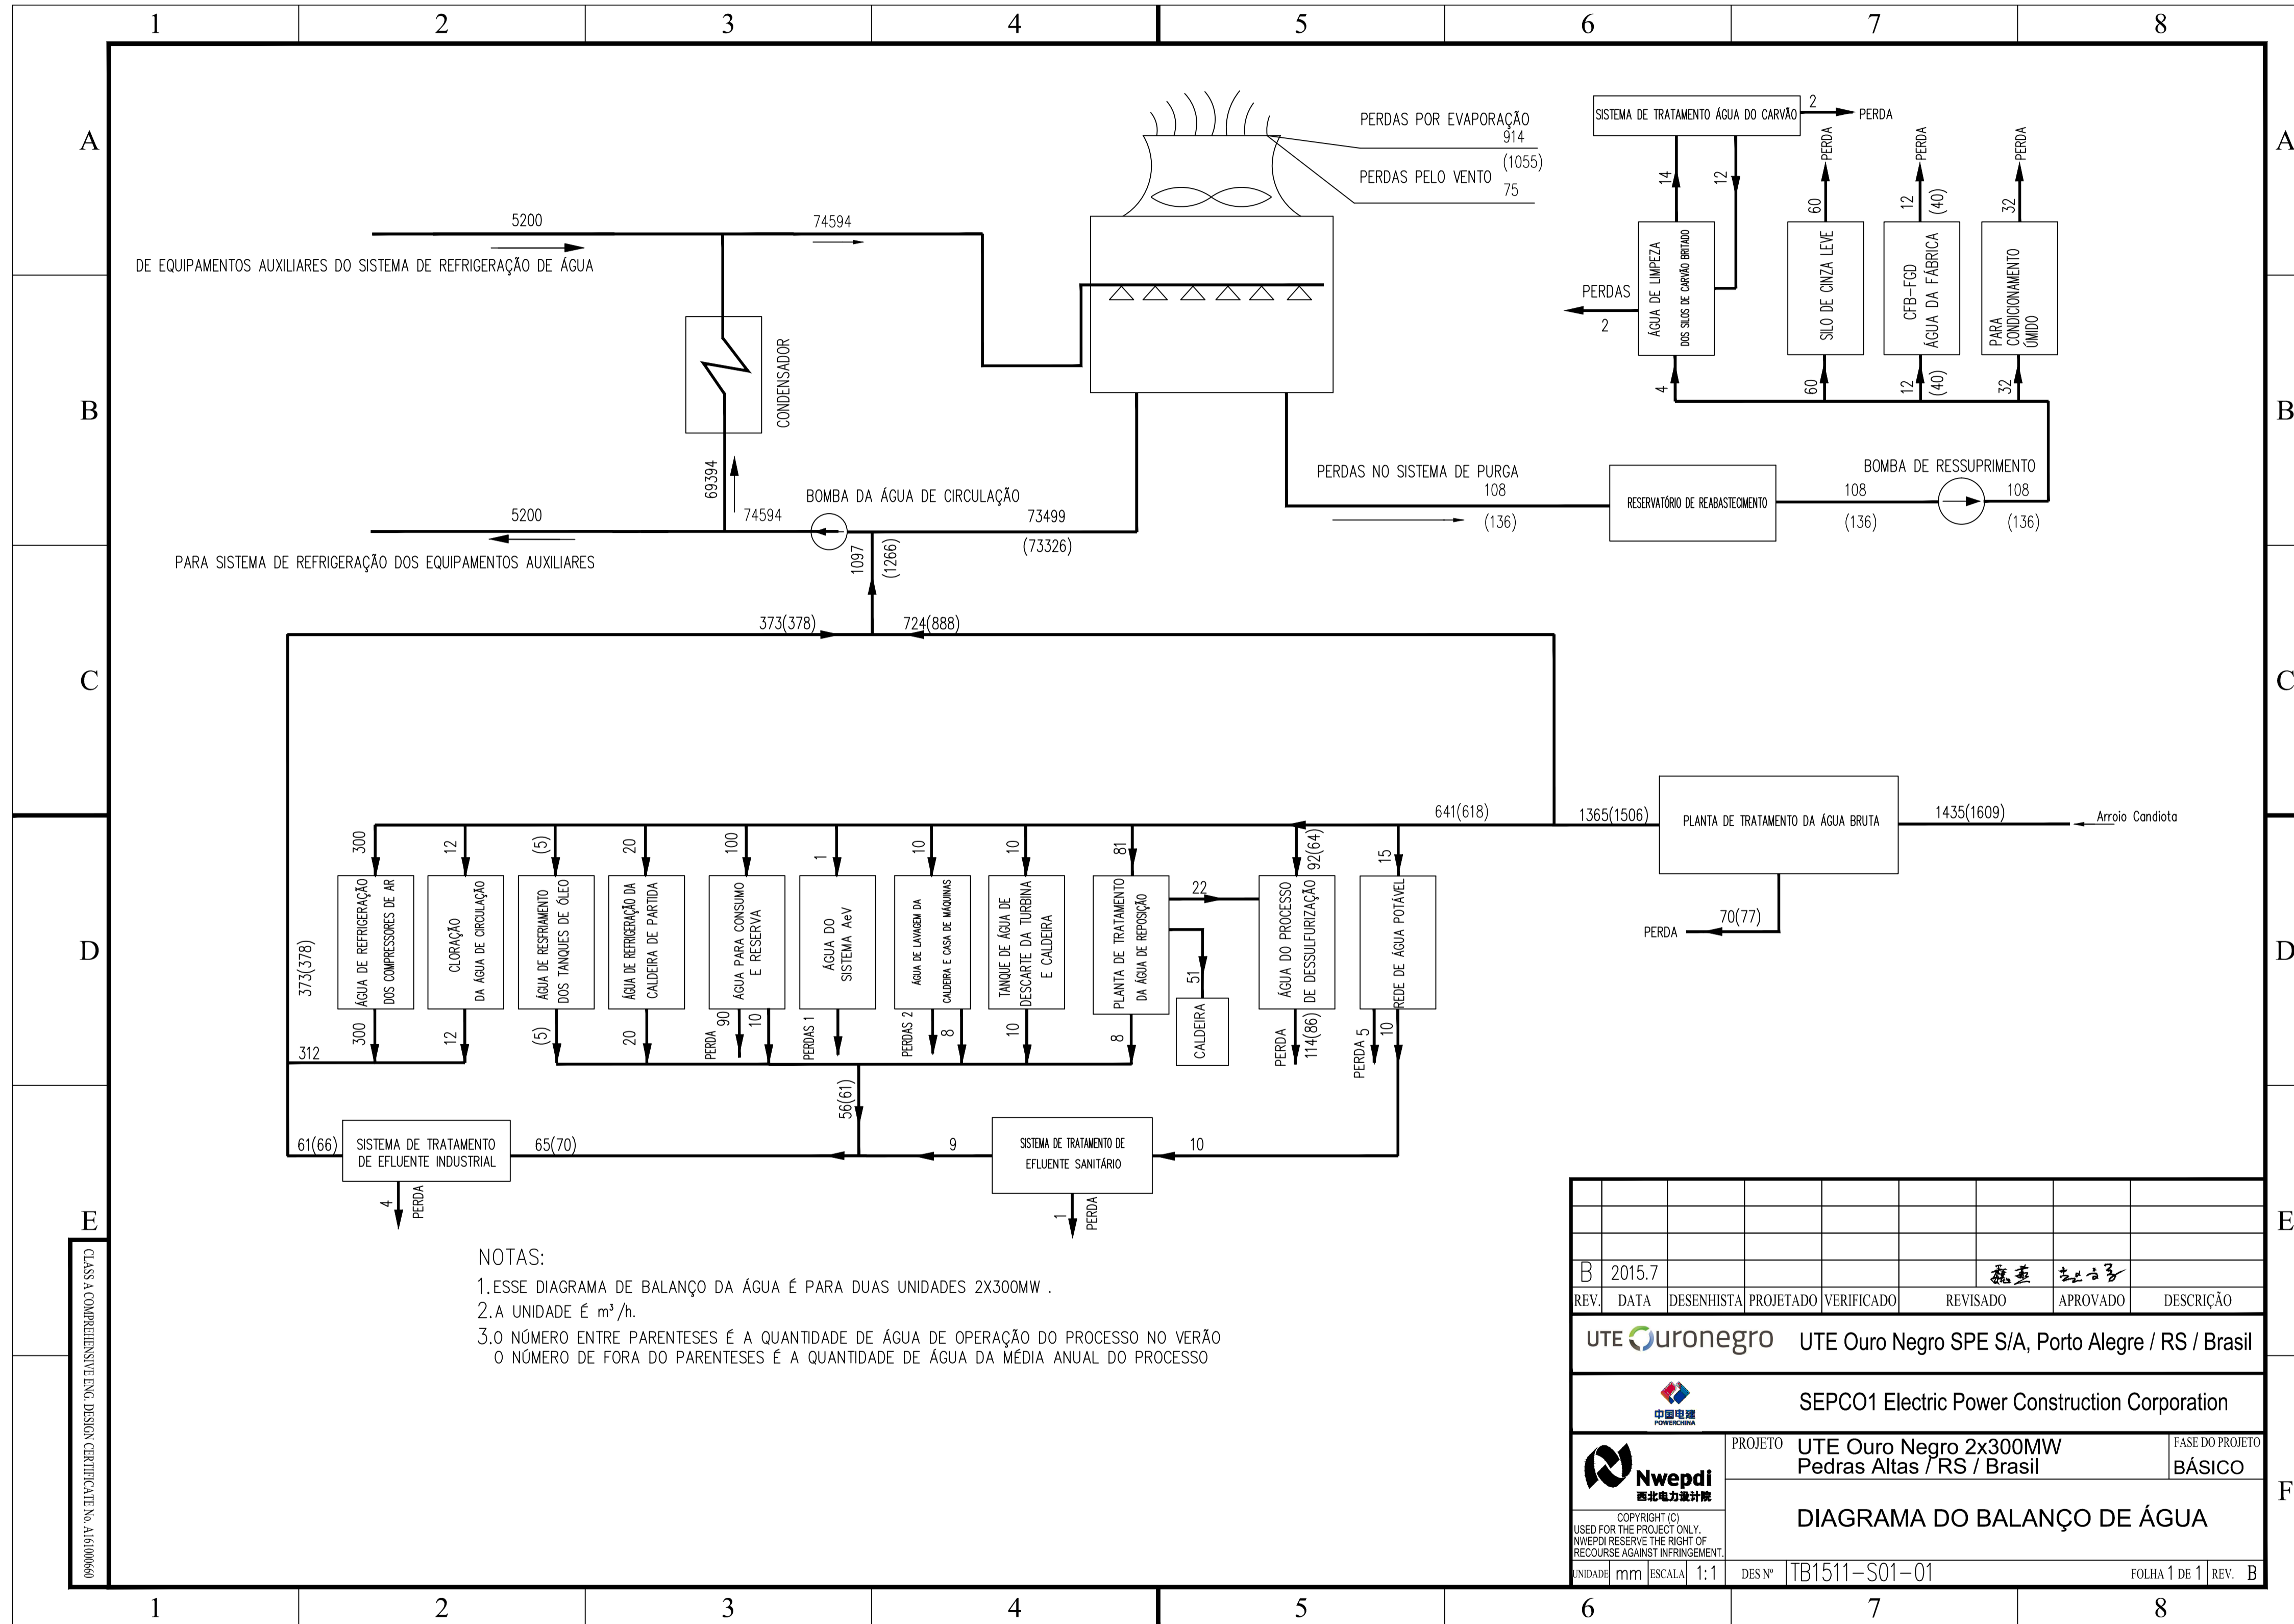 1
2
3
4
5
6
7
8
A
B
C
D
E
A
B
C
D
E
F
PERDAS POR EVAPORAÇÃO
914
(1055)
PERDAS PELO VENTO
75
5200
74594
DE EQUIPAMENTOS AUXILIARES DO SISTEMA DE REFRIGERAÇÃO DE ÁGUA
CONDENSADOR
69394
BOMBA DA ÁGUA DE CIRCULAÇÃO
5200
74594
73499
(73326)
PARA SISTEMA DE REFRIGERAÇÃO DOS EQUIPAMENTOS AUXILIARES
1097
(1266)
373(378)
724(888)
SISTEMA DE TRATAMENTO ÁGUA DO CARVÃO
2
PERDA
14
12
PERDAS
2
ÁGUA DE LIMPEZA
DOS SILOS DE CARVÃO BRITADO
4
PERDA
60
SILO DE CINZA LEVE
60
PERDA
12
(40)
CFB-FGD
ÁGUA DA FÁBRICA
12
(40)
PERDA
32
PARA
CONDICIONAMENTO
ÚMIDO
32
PERDAS NO SISTEMA DE PURGA
108
(136)
RESERVATÓRIO DE REABASTECIMENTO
BOMBA DE RESSUPRIMENTO
108
(136)
108
(136)
641(618)
1365(1506)
PLANTA DE TRATAMENTO DA ÁGUA BRUTA
1435(1609)
Arroio Candiota
70(77)
PERDA
373(378)
300
ÁGUA DE REFRIGERAÇÃO
DOS COMPRESSORES DE AR
300
12
CLORAÇÃO
DA ÁGUA DE CIRCULAÇÃO
12
(5)
ÁGUA DE RESFRIAMENTO
DOS TANQUES DE ÓLEO
(5)
20
ÁGUA DE REFRIGERAÇÃO DA
CALDEIRA DE PARTIDA
20
100
ÁGUA PARA CONSUMO
E RESERVA
PERDA
90
10
1
ÁGUA DO
SISTEMA AeV
PERDAS 1
10
ÁGUA DE LAVAGEM DA
CALDEIRA E CASA DE MÁQUINAS
PERDAS 2
8
10
TANQUE DE ÁGUA DE
DESCARTE DA TURBINA
E CALDEIRA
10
81
PLANTA DE TRATAMENTO
DA ÁGUA DE REPOSIÇÃO
8
22
51
CALDEIRA
92(64)
ÁGUA DO PROCESSO
DE DESSULFURIZAÇÃO
PERDA
114(86)
15
REDE DE ÁGUA POTÁVEL
PERDA 5
10
312
56(61)
61(66)
SISTEMA DE TRATAMENTO
DE EFLUENTE INDUSTRIAL
65(70)
9
SISTEMA DE TRATAMENTO DE
EFLUENTE SANITÁRIO
10
4
PERDA
1
PERDA
NOTAS:
1.ESSE DIAGRAMA DE BALANÇO DA ÁGUA É PARA DUAS UNIDADES 2X300MW .
2.A UNIDADE É m³/h.
3.O NÚMERO ENTRE PARENTESES É A QUANTIDADE DE ÁGUA DE OPERAÇÃO DO PROCESSO NO VERÃO
O NÚMERO DE FORA DO PARENTESES É A QUANTIDADE DE ÁGUA DA MÉDIA ANUAL DO PROCESSO
CLASS A COMPREHENSIVE ENG. DESIGN CERTIFICATE No. A161000060
B 2015.7
REV. DATA DESENHISTA PROJETADO VERIFICADO REVISADO APROVADO DESCRIÇÃO
UTE Ouronegro
UTE Ouro Negro SPE S/A, Porto Alegre / RS / Brasil
中国电建
POWERCHINA
SEPCO1 Electric Power Construction Corporation
Nwepdi
西北电力设计院
COPYRIGHT (C)
USED FOR THE PROJECT ONLY.
NWEPDI RESERVE THE RIGHT OF
RECOURSE AGAINST INFRINGEMENT.
PROJETO
UTE Ouro Negro 2x300MW
Pedras Altas / RS / Brasil
FASE DO PROJETO
BÁSICO
DIAGRAMA DO BALANÇO DE ÁGUA
UNIDADE mm ESCALA 1:1 DES Nº TB1511-S01-01 FOLHA 1 DE 1 REV. B
1
2
3
4
5
6
7
8